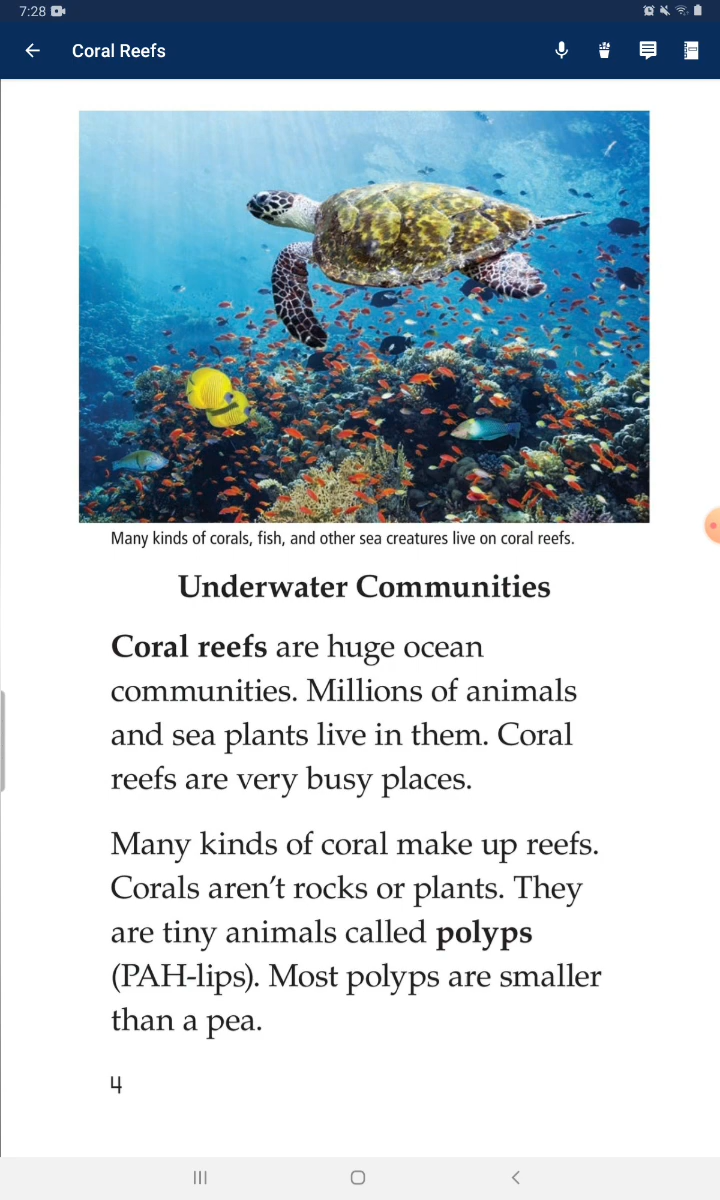 7:28
Coral Reefs
Many kinds of corals, fish, and other sea creatures live on coral reefs.
Underwater Communities
Coral reefs are huge ocean
communities. Millions of animals
and sea plants live in them. Coral
reefs are very busy places.
Many kinds of coral make up reefs.
Corals aren’t rocks or plants. They
are tiny animals called polyps
(PAH-lips). Most polyps are smaller
than a pea.
4